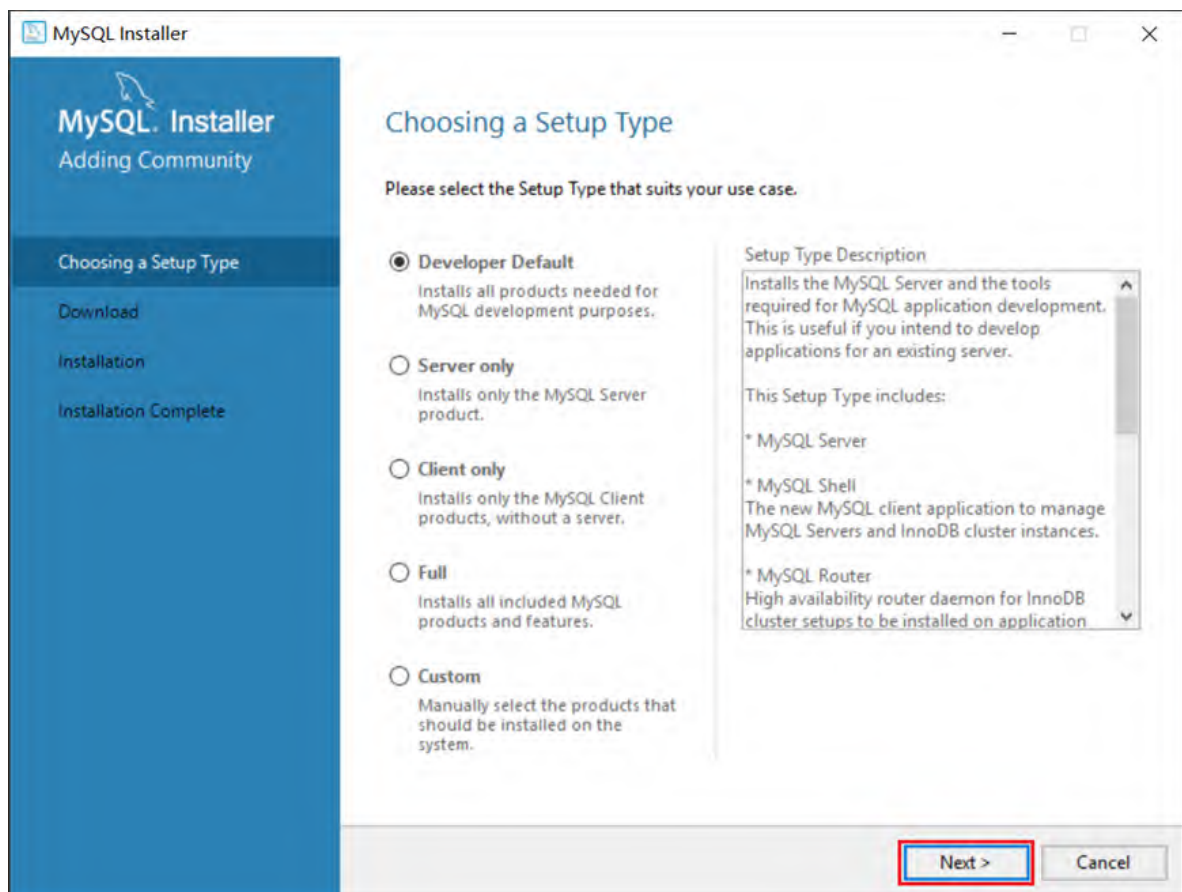 MySQL Installer
MySQL. Installer
Adding Community
Choosing a Setup Type
Download
Installation
Installation Complete
Choosing a Setup Type
Please select the Setup Type that suits your use case.
Developer Default
Installs all products needed for
MySQL development purposes.
Server only
Installs only the MySQL Server
product.
Client only
Installs only the MySQL Client
products, without a server.
Full
Installs all included MySQL
products and features.
Custom
Manually select the products that
should be installed on the
system.
Setup Type Description
Installs the MySQL Server and the tools
required for MySQL application development.
This is useful if you intend to develop
applications for an existing server.
This Setup Type includes:
* MySQL Server
* MySQL Shell
The new MySQL client application to manage
MySQL Servers and InnoDB cluster instances.
* MySQL Router
High availability router daemon for InnoDB
cluster setups to be installed on application
Next >
Cancel